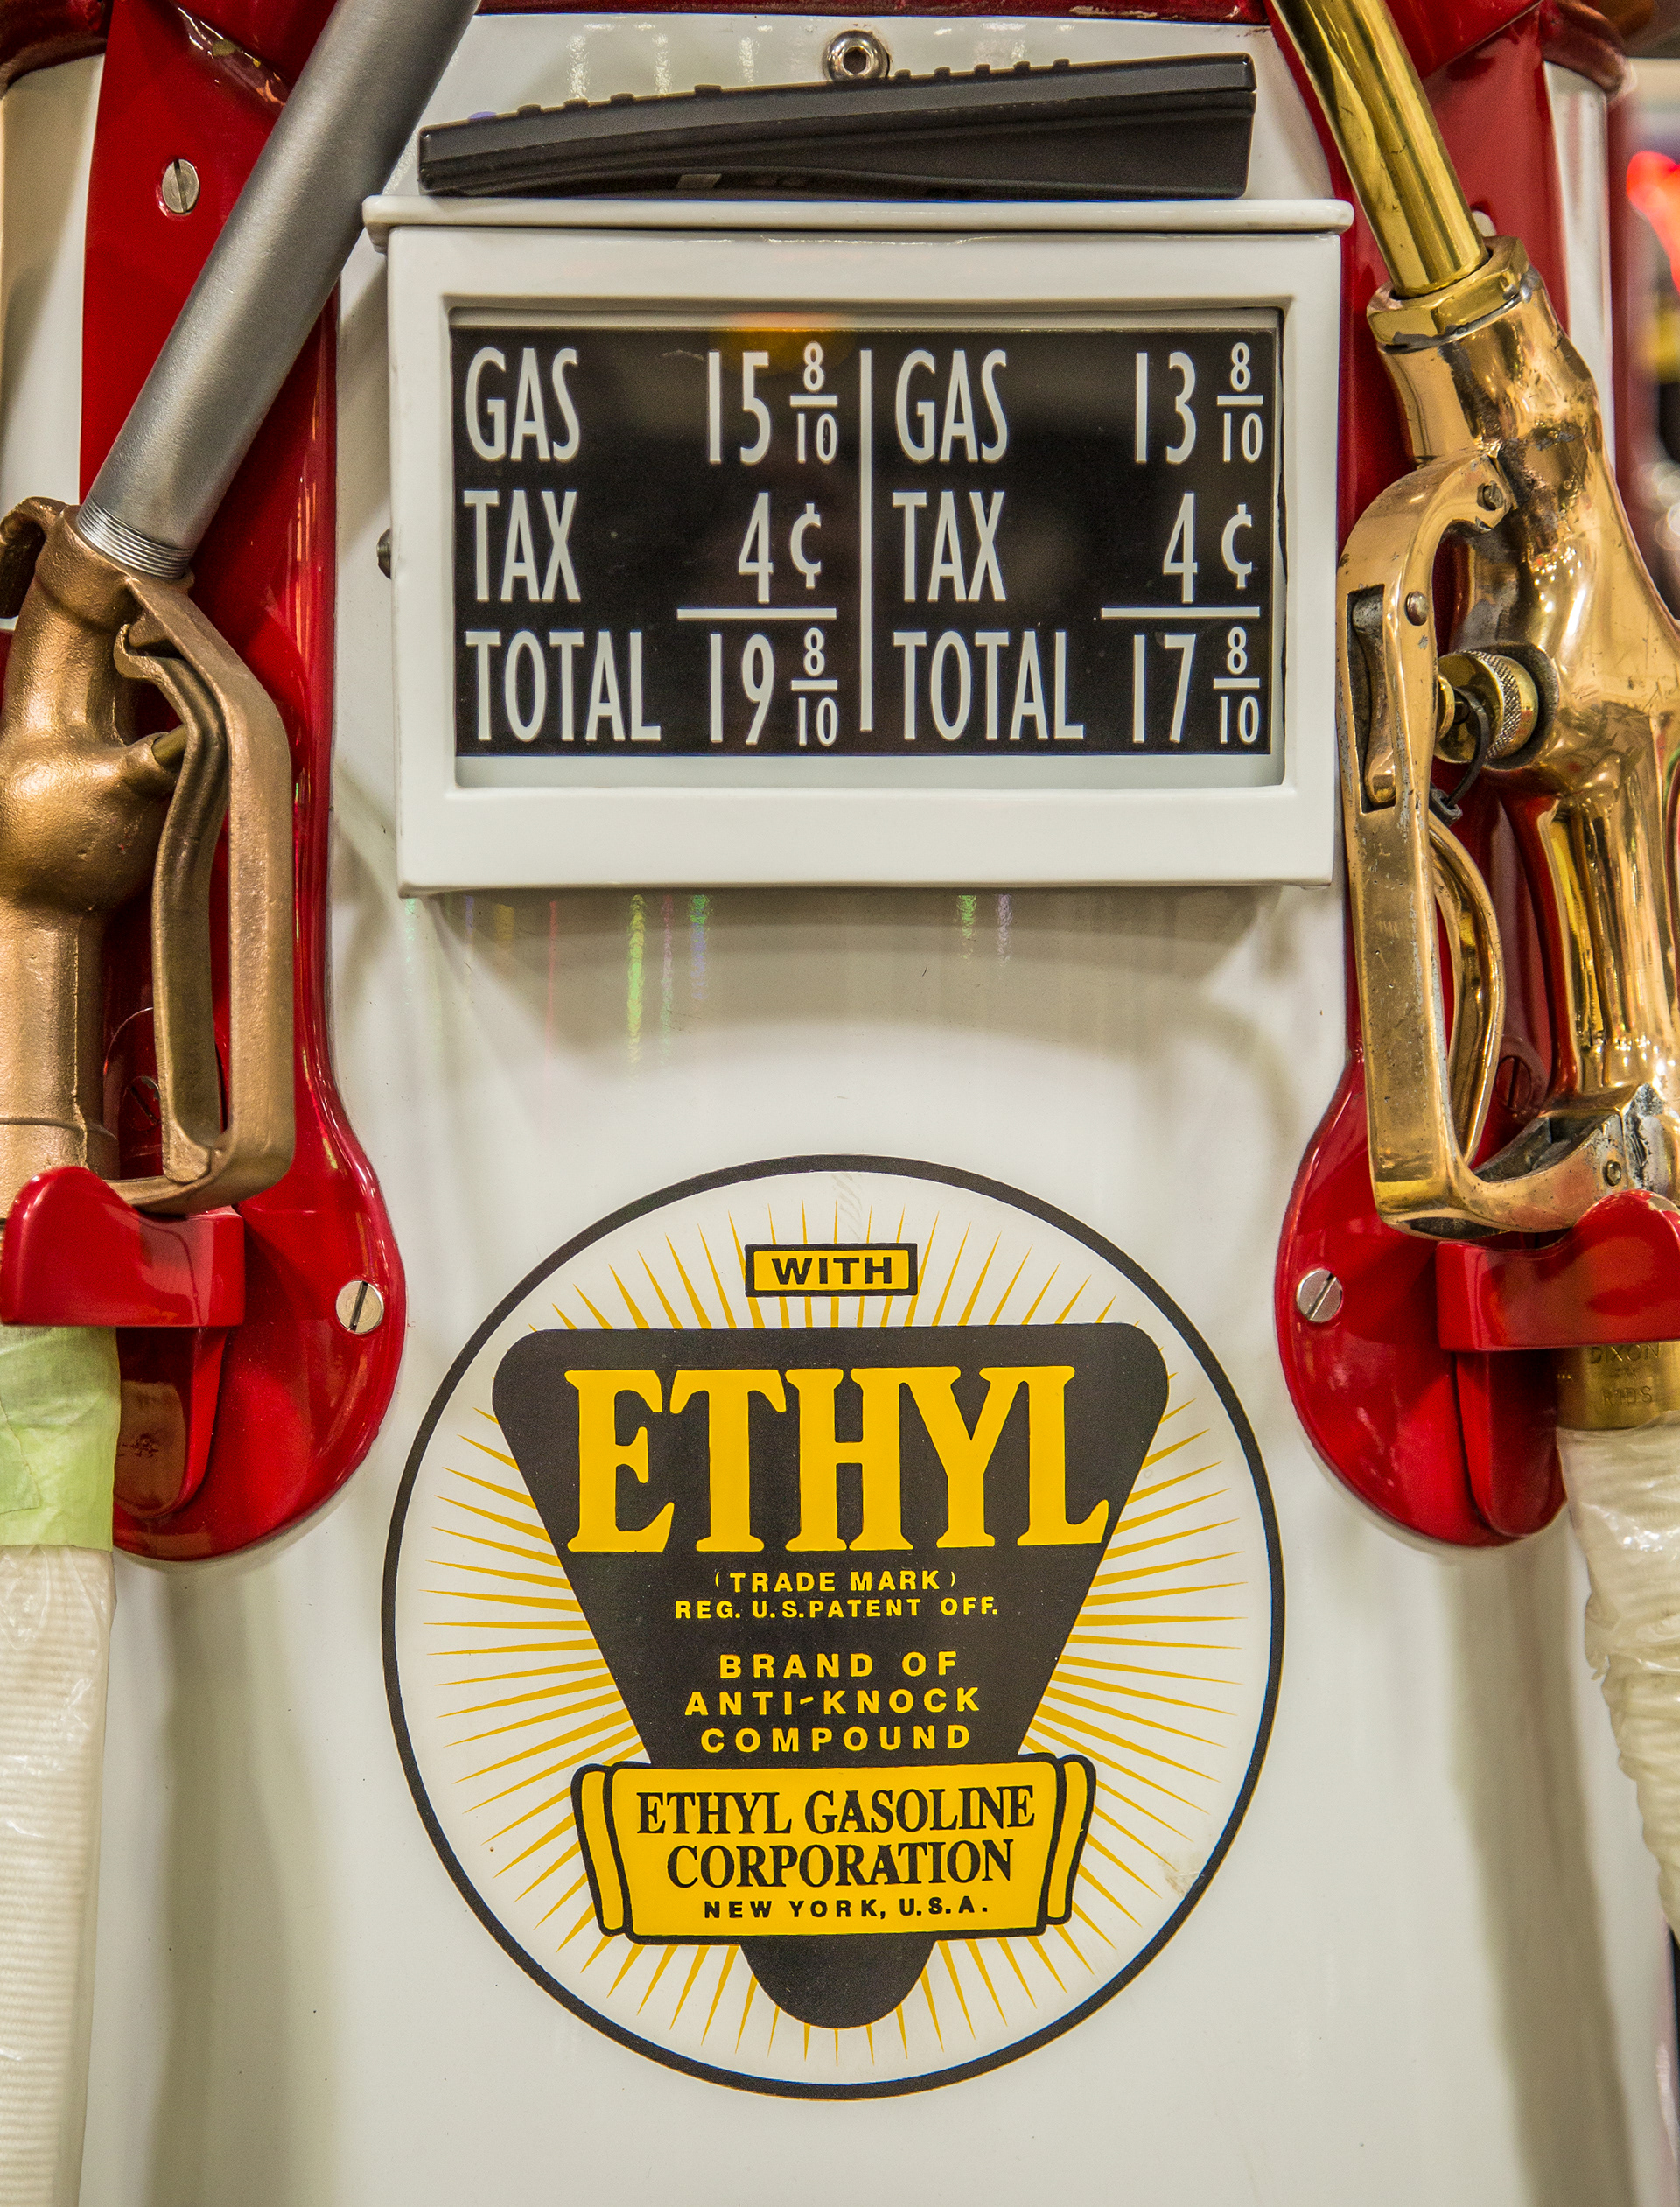 GAS 15 8/10 GAS 13 8/10
TAX 4¢ TAX 4¢
TOTAL 19 8/10 TOTAL 17 8/10
WITH
ETHYL
(TRADE MARK)
REG. U.S. PATENT OFF.
BRAND OF
ANTI-KNOCK
COMPOUND
ETHYL GASOLINE
CORPORATION
NEW YORK, U.S.A.
DIXON